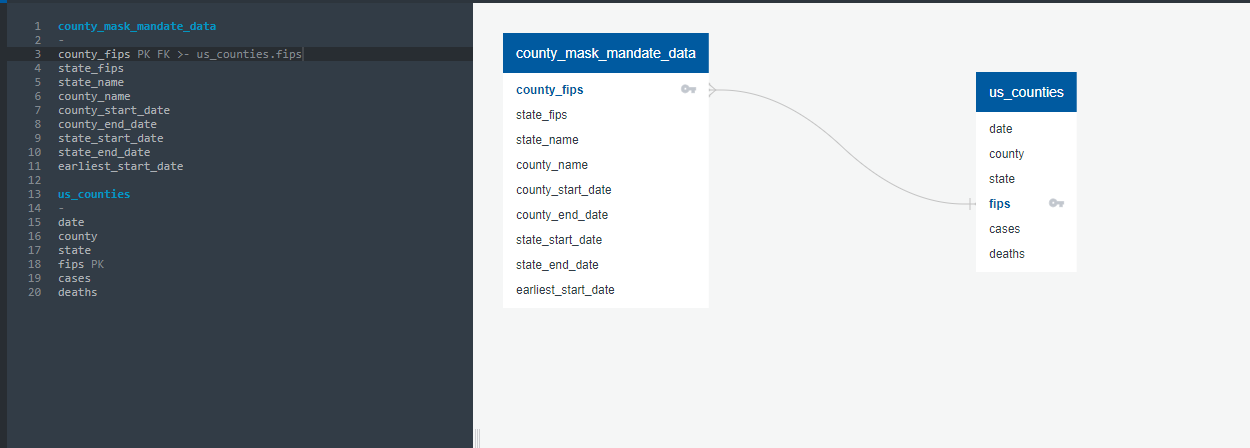 1 county_mask_mandate_data
2 -
3 county_fips PK FK >- us_counties.fips
4 state_fips
5 state_name
6 county_name
7 county_start_date
8 county_end_date
9 state_start_date
10 state_end_date
11 earliest_start_date
12
13 us_counties
14 -
15 date
16 county
17 state
18 fips PK
19 cases
20 deaths
county_mask_mandate_data
county_fips
state_fips
state_name
county_name
county_start_date
county_end_date
state_start_date
state_end_date
earliest_start_date
us_counties
date
county
state
fips
cases
deaths